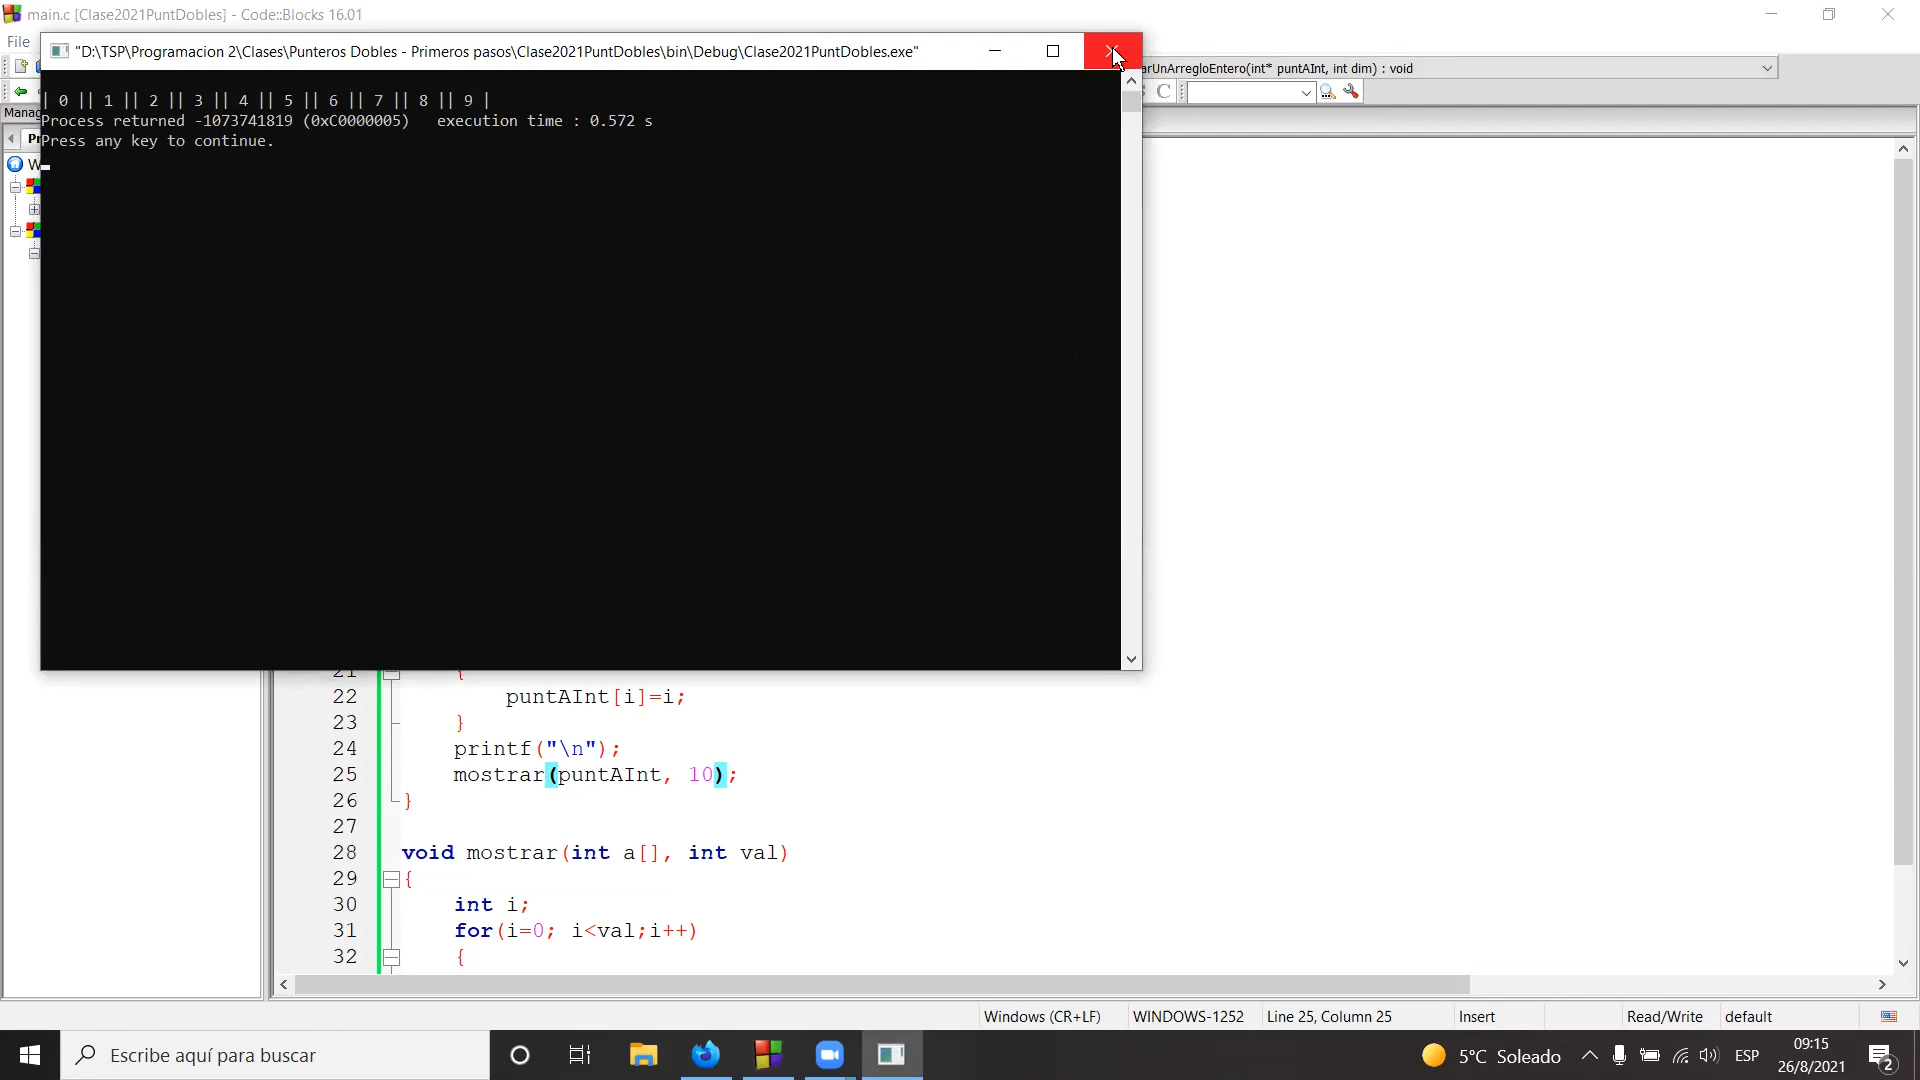 main.c [Clase2021PuntDobles] - Code::Blocks 16.01
File
"D:\TSP\Programacion 2\Clases\Punteros Dobles - Primeros pasos\Clase2021PuntDobles\bin\Debug\Clase2021PuntDobles.exe"
arUnArregloEntero(int* puntAInt, int dim) : void
| 0 || 1 || 2 || 3 || 4 || 5 || 6 || 7 || 8 || 9 |
Manag
Process returned -1073741819 (0xC0000005)   execution time : 0.572 s
Pr
Press any key to continue.
W
21 {
22 puntAInt[i]=i;
23 }
24 printf("\n");
25 mostrar(puntAInt, 10);
26 }
27
28 void mostrar(int a[], int val)
29 {
30 int i;
31 for(i=0; i<val;i++)
32 {
Windows (CR+LF) WINDOWS-1252 Line 25, Column 25 Insert Read/Write default
Escribe aquí para buscar
5°C Soleado
ESP
09:15
26/8/2021
2